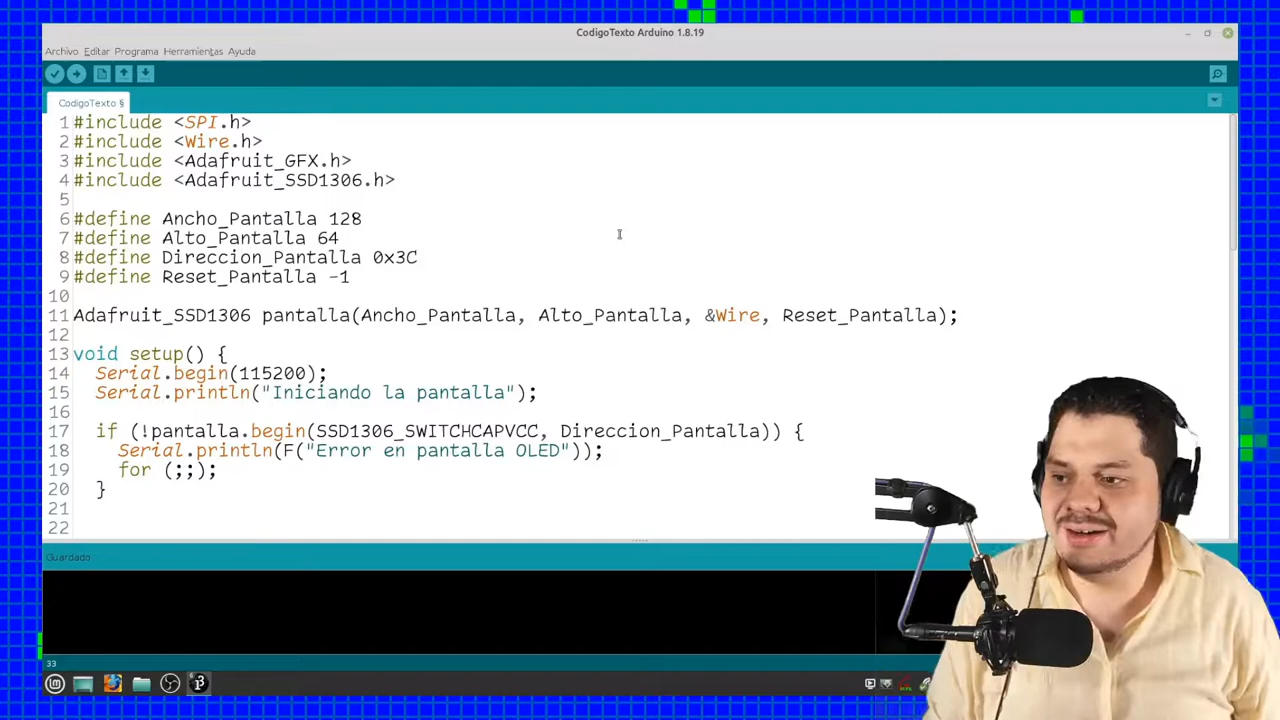 CodigoTexto Arduino 1.8.19
Archivo Editar Programa Herramientas Ayuda
CodigoTexto §
1 #include <SPI.h>
2 #include <Wire.h>
3 #include <Adafruit_GFX.h>
4 #include <Adafruit_SSD1306.h>
5
6 #define Ancho_Pantalla 128
7 #define Alto_Pantalla 64
8 #define Direccion_Pantalla 0x3C
9 #define Reset_Pantalla -1
10
11 Adafruit_SSD1306 pantalla(Ancho_Pantalla, Alto_Pantalla, &Wire, Reset_Pantalla);
12
13 void setup() {
14 Serial.begin(115200);
15 Serial.println("Iniciando la pantalla");
16
17 if (!pantalla.begin(SSD1306_SWITCHCAPVCC, Direccion_Pantalla)) {
18 Serial.println(F("Error en pantalla OLED"));
19 for (;;);
20 }
21
22
Guardado
33